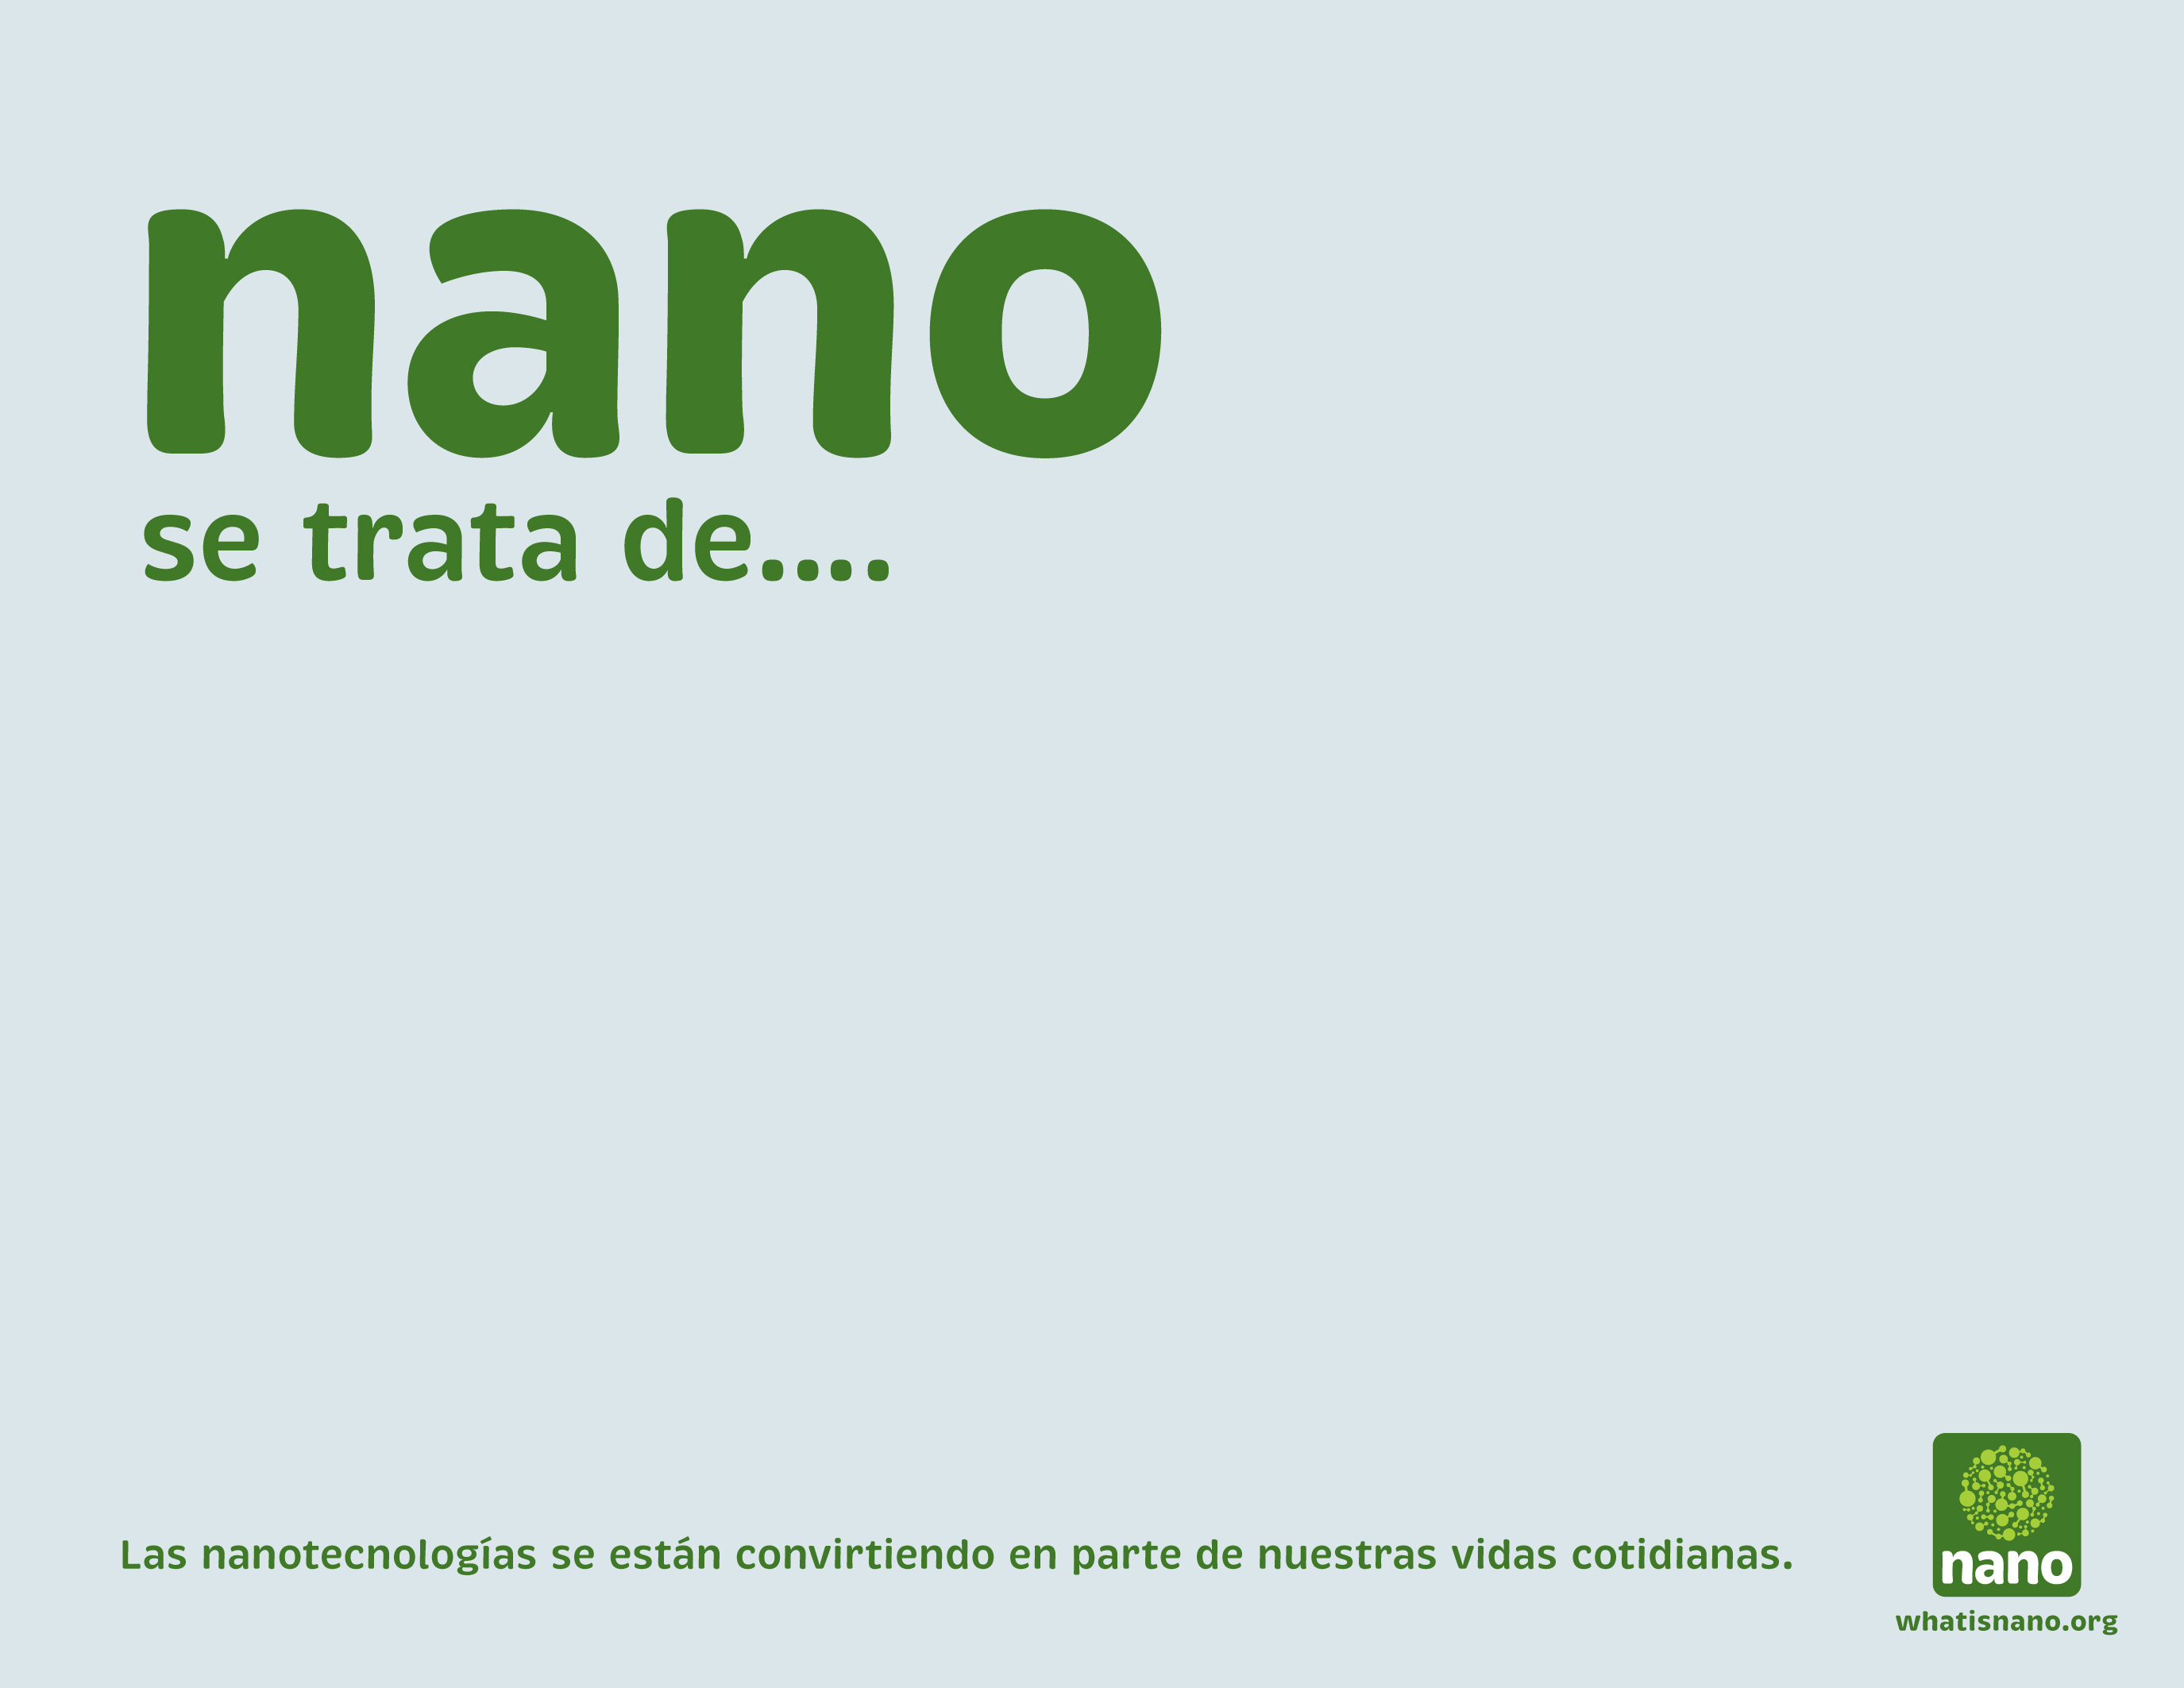 nano
se trata de....
Las nanotecnologías se están convirtiendo en parte de nuestras vidas cotidianas.
nano
whatisnano.org